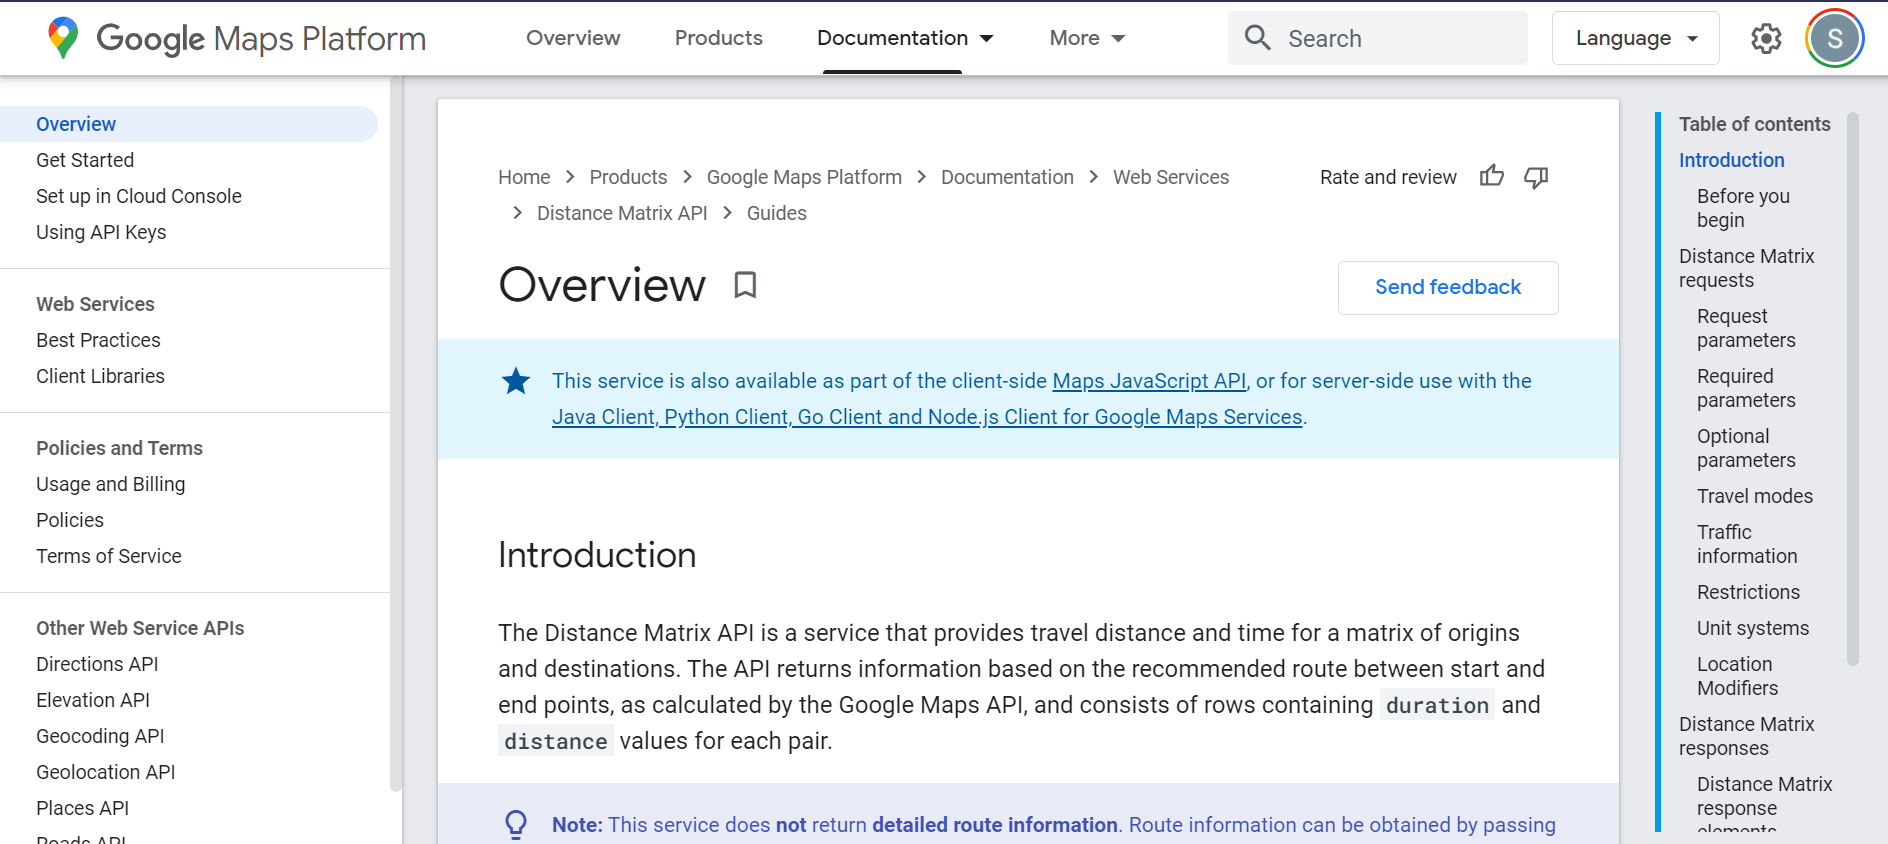 Google Maps Platform
Overview
Products
Documentation
More
Search
Language
S
Overview
Get Started
Set up in Cloud Console
Using API Keys
Web Services
Best Practices
Client Libraries
Policies and Terms
Usage and Billing
Policies
Terms of Service
Other Web Service APIs
Directions API
Elevation API
Geocoding API
Geolocation API
Places API
Roads API
Home > Products > Google Maps Platform > Documentation > Web Services
> Distance Matrix API > Guides
Rate and review
Overview
Send feedback
This service is also available as part of the client-side Maps JavaScript API, or for server-side use with the
Java Client, Python Client, Go Client and Node.js Client for Google Maps Services.
Introduction
The Distance Matrix API is a service that provides travel distance and time for a matrix of origins
and destinations. The API returns information based on the recommended route between start and
end points, as calculated by the Google Maps API, and consists of rows containing duration and
distance values for each pair.
Note: This service does not return detailed route information. Route information can be obtained by passing
Table of contents
Introduction
Before you
begin
Distance Matrix
requests
Request
parameters
Required
parameters
Optional
parameters
Travel modes
Traffic
information
Restrictions
Unit systems
Location
Modifiers
Distance Matrix
responses
Distance Matrix
response
elements